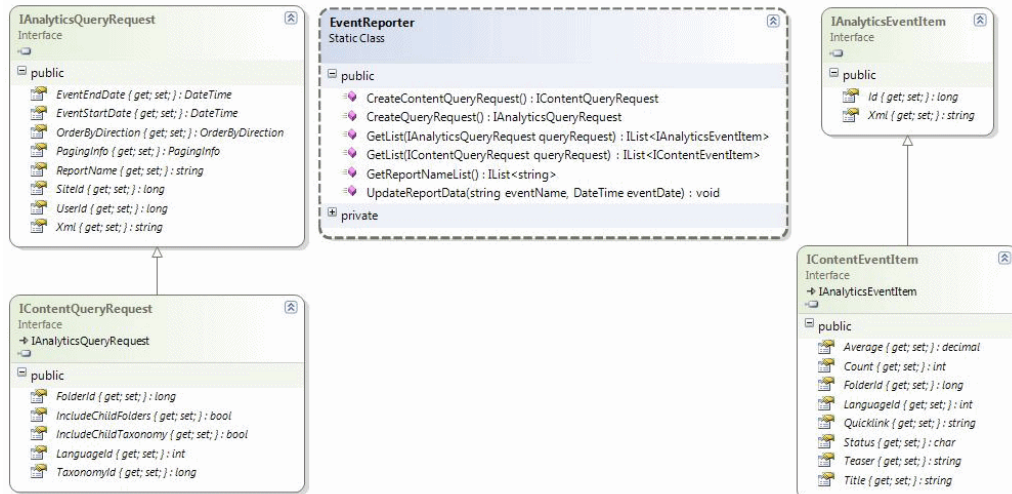 IAnalyticsQueryRequest
Interface
public
EventEndDate { get; set; } : DateTime
EventStartDate { get; set; } : DateTime
OrderByDirection { get; set; } : OrderByDirection
PagingInfo { get; set; } : PagingInfo
ReportName { get; set; } : string
SiteId { get; set; } : long
UserId { get; set; } : long
Xml { get; set; } : string
IContentQueryRequest
Interface
IAnalyticsQueryRequest
public
FolderId { get; set; } : long
IncludeChildFolders { get; set; } : bool
IncludeChildTaxonomy { get; set; } : bool
LanguageId { get; set; } : int
TaxonomyId { get; set; } : long
EventReporter
Static Class
public
CreateContentQueryRequest() : IContentQueryRequest
CreateQueryRequest() : IAnalyticsQueryRequest
GetList(IAnalyticsQueryRequest queryRequest) : IList<IAnalyticsEventItem>
GetList(IContentQueryRequest queryRequest) : IList<IContentEventItem>
GetReportNameList() : IList<string>
UpdateReportData(string eventName, DateTime eventDate) : void
private
IAnalyticsEventItem
Interface
public
Id { get; set; } : long
Xml { get; set; } : string
IContentEventItem
Interface
IAnalyticsEventItem
public
Average { get; set; } : decimal
Count { get; set; } : int
FolderId { get; set; } : long
LanguageId { get; set; } : int
Quicklink { get; set; } : string
Status { get; set; } : char
Teaser { get; set; } : string
Title { get; set; } : string